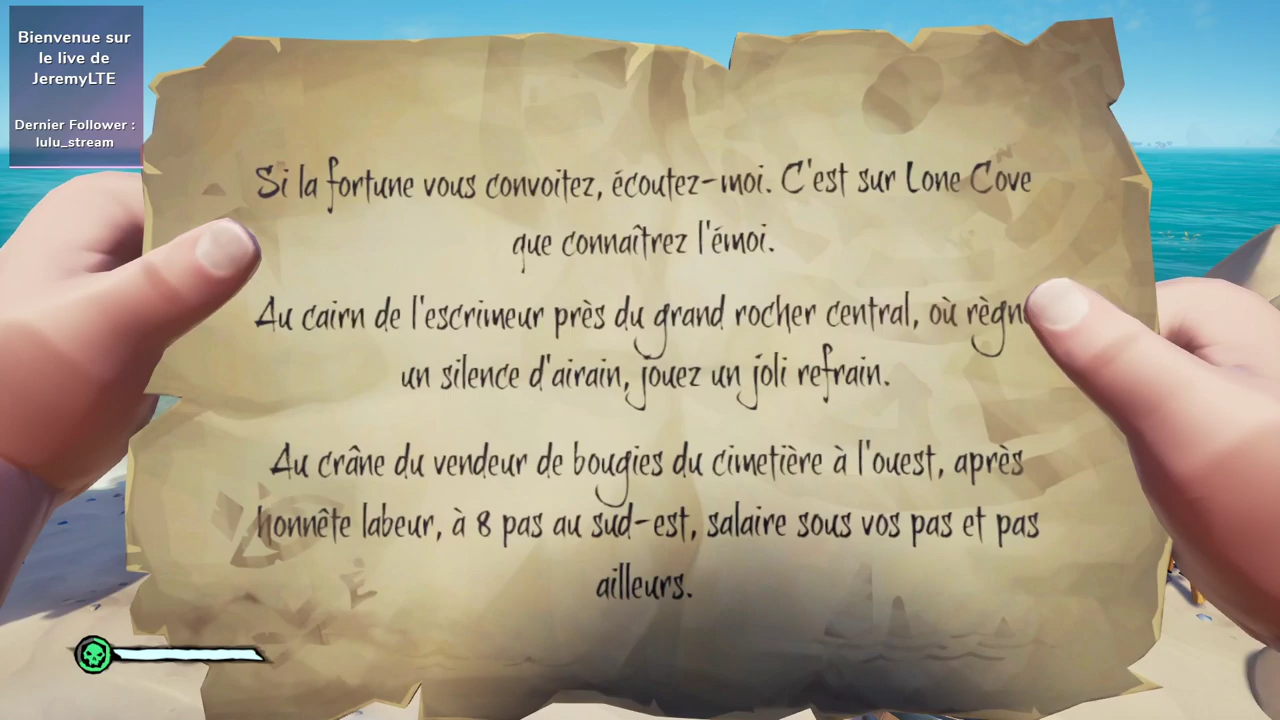 Bienvenue sur
le live de
JeremyLTE
Dernier Follower :
lulu_stream
Si la fortune vous convoitez, écoutez-moi. C'est sur Lone Cove
que connaîtrez l'émoi.
Au cairn de l'escrimeur près du grand rocher central, où
un silence d'airain, jouez un joli refrain.
Au crâne du vendeur de bougies du cimetière à l'ouest, après
honnête labeur, à 8 pas au sud-est, salaire sous vos pas et pas
ailleurs.